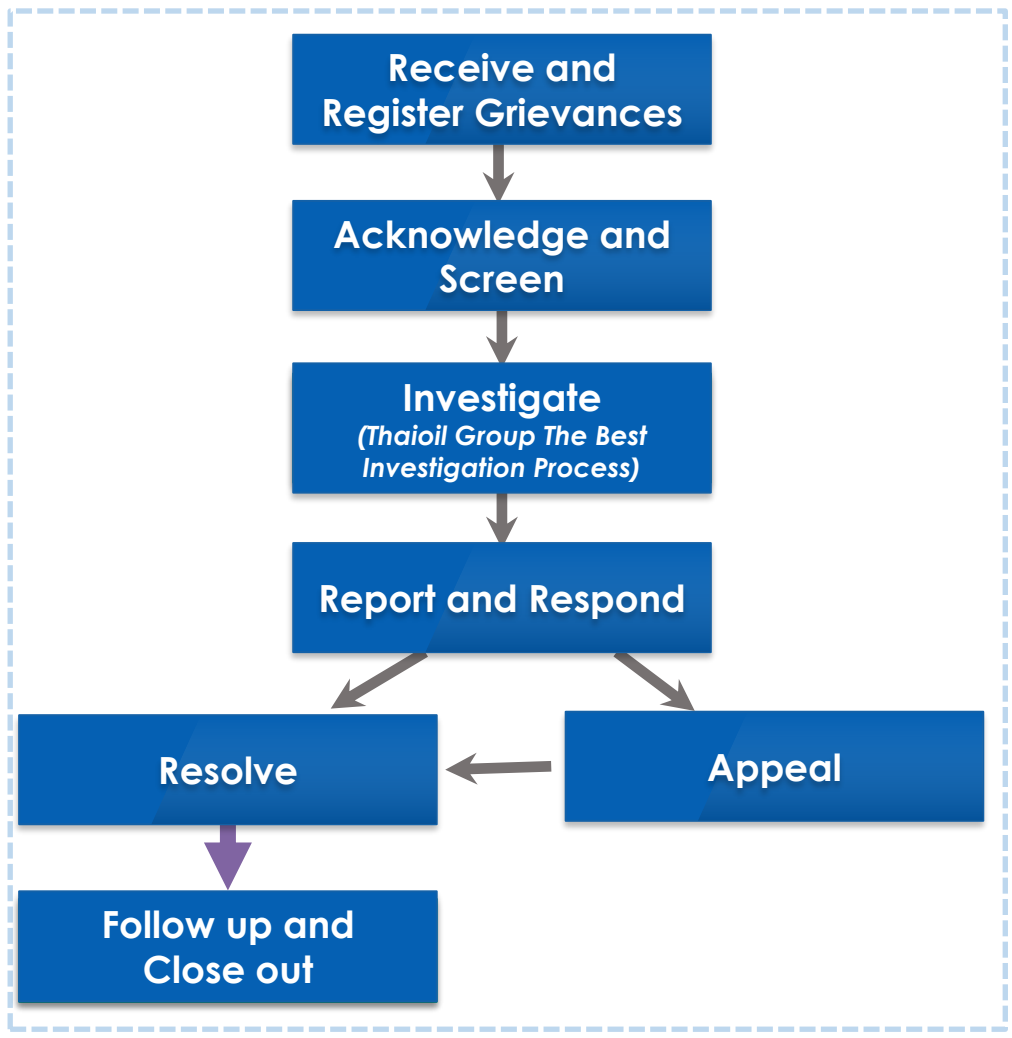 Receive and
Register Grievances
Acknowledge and
Screen
Investigate
(Thaioil Group The Best
Investigation Process)
Report and Respond
Resolve
Appeal
Follow up and
Close out